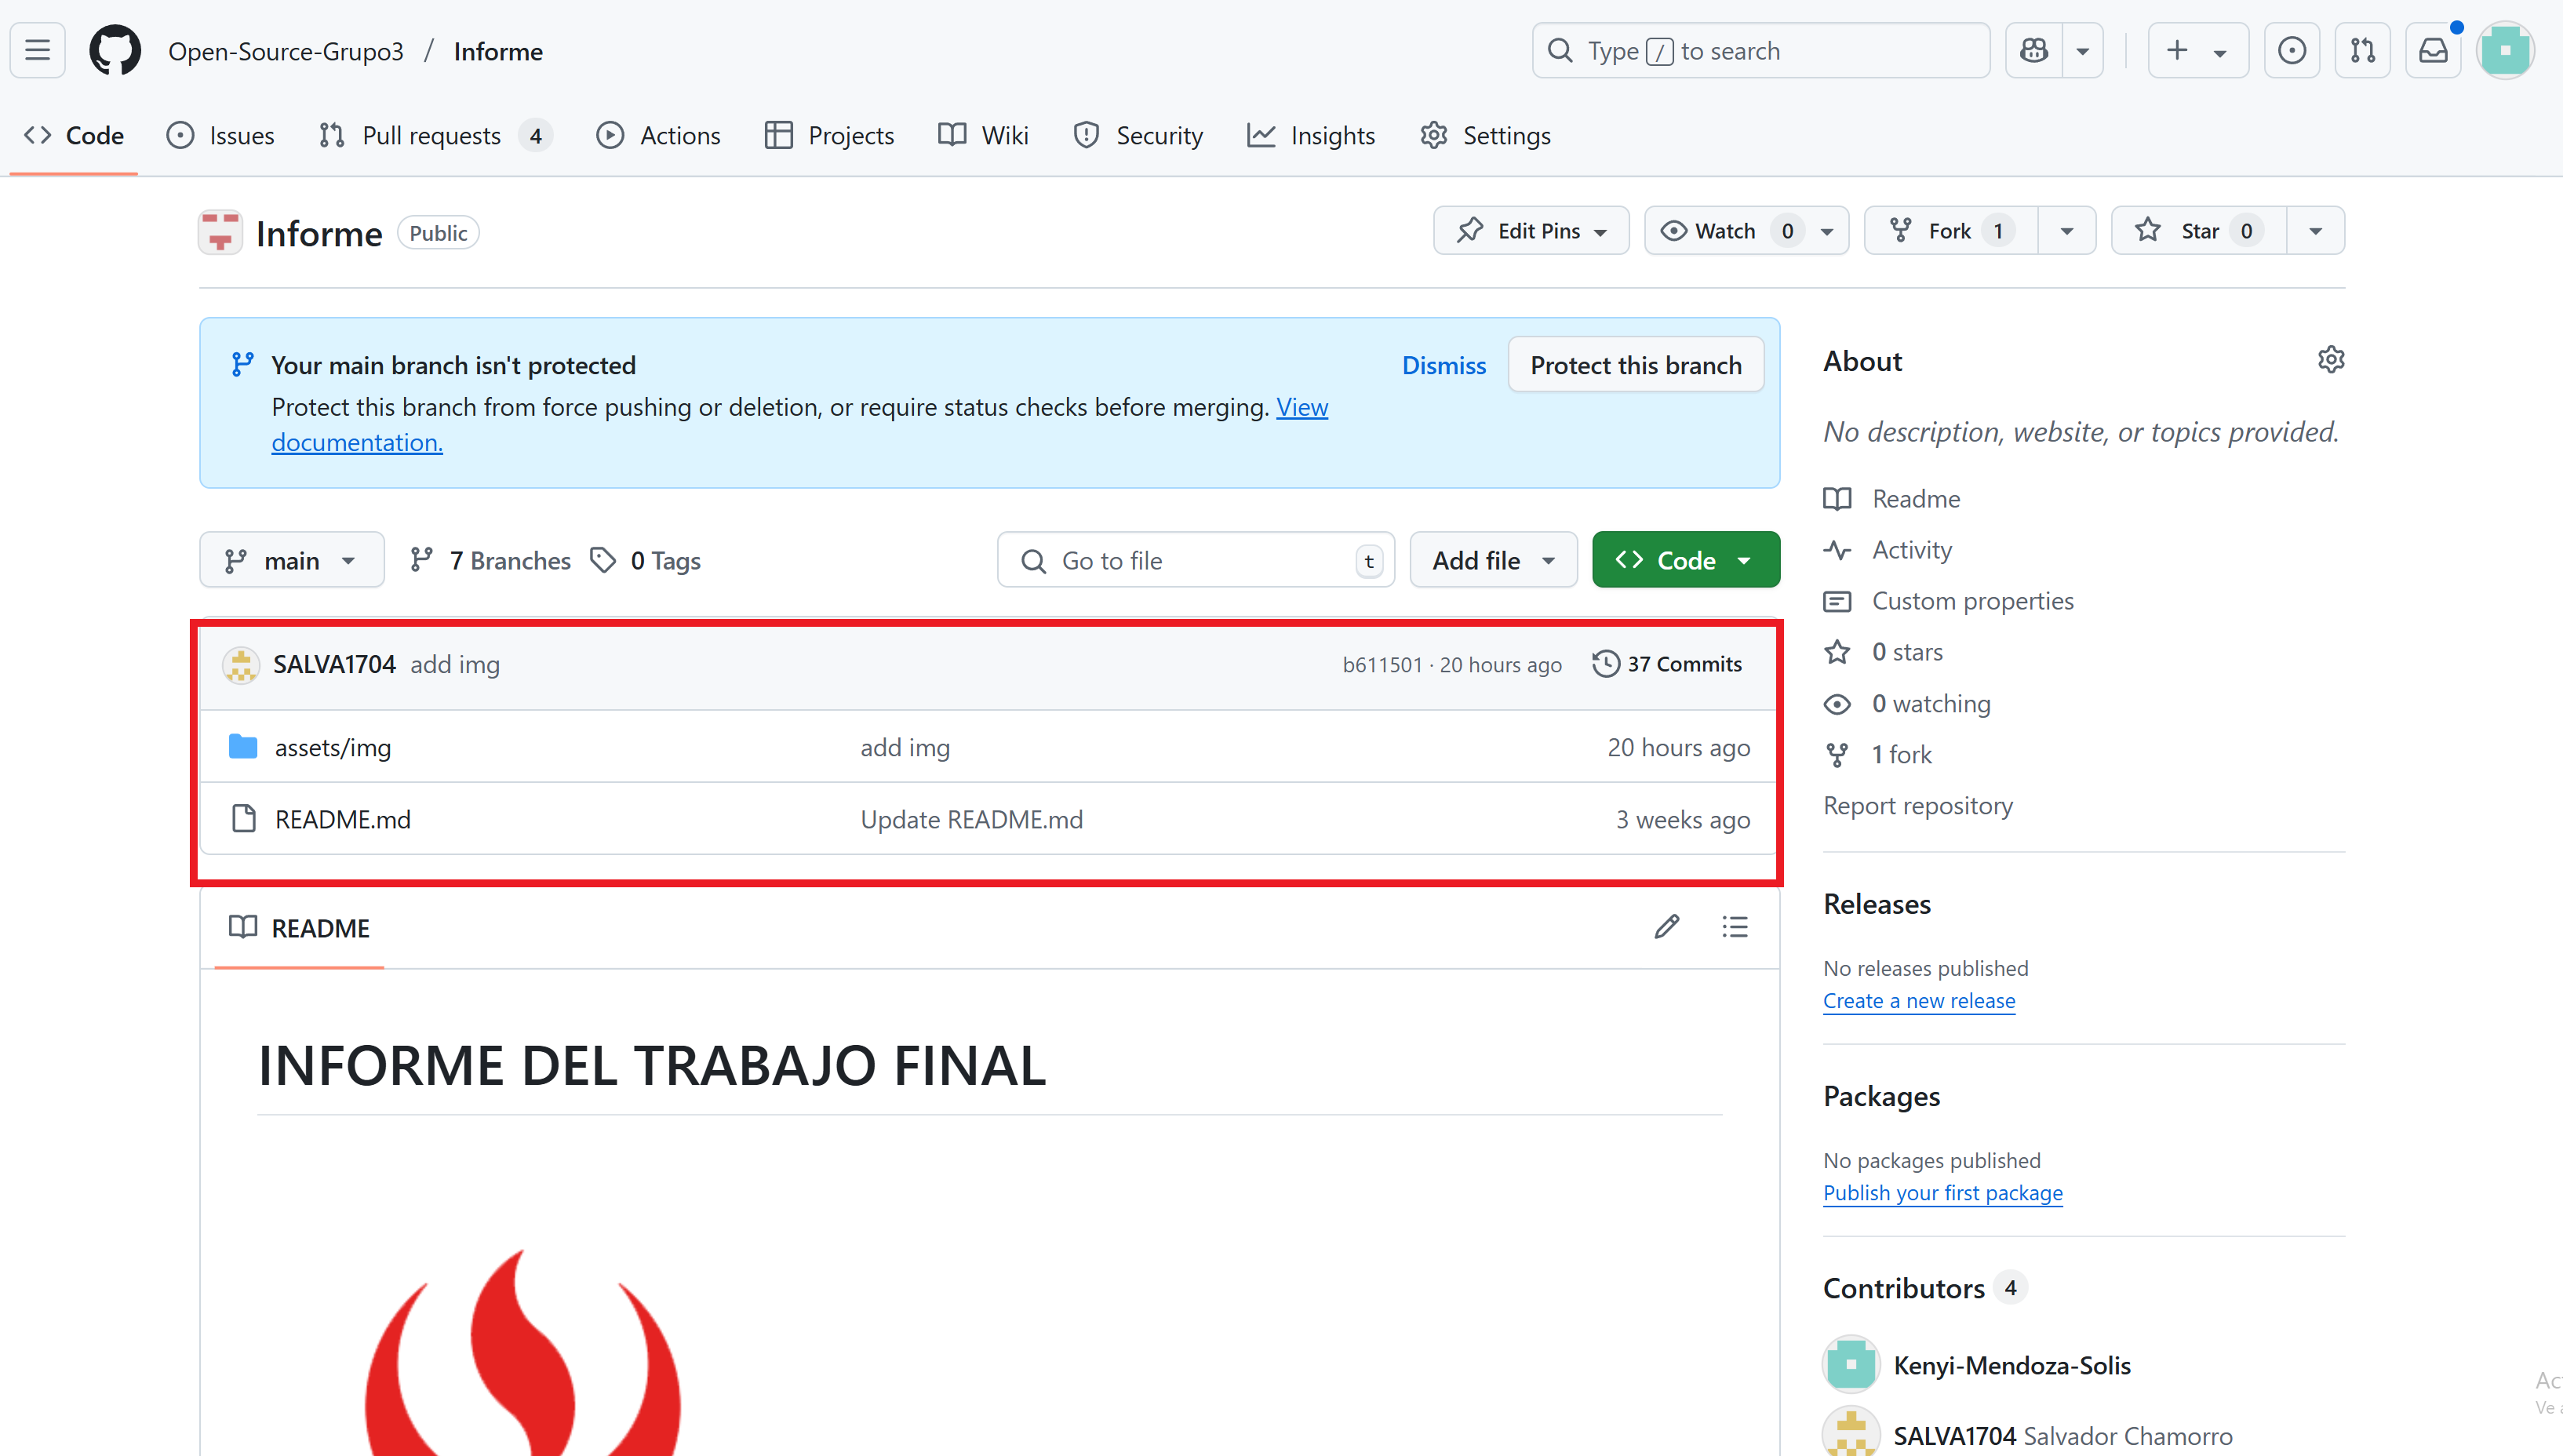 Open-Source-Grupo3 / Informe
Type / to search
Code
Issues
Pull requests 4
Actions
Projects
Wiki
Security
Insights
Settings
Informe Public
Edit Pins
Watch 0
Fork 1
Star 0
Your main branch isn't protected
Protect this branch from force pushing or deletion, or require status checks before merging. View
documentation.
Dismiss
Protect this branch
main
7 Branches
0 Tags
Go to file t
Add file
Code
SALVA1704 add img
b611501 · 20 hours ago
37 Commits
assets/img add img 20 hours ago
README.md Update README.md 3 weeks ago
README
INFORME DEL TRABAJO FINAL
About
No description, website, or topics provided.
Readme
Activity
Custom properties
0 stars
0 watching
1 fork
Report repository
Releases
No releases published
Create a new release
Packages
No packages published
Publish your first package
Contributors 4
Kenyi-Mendoza-Solis
SALVA1704 Salvador Chamorro